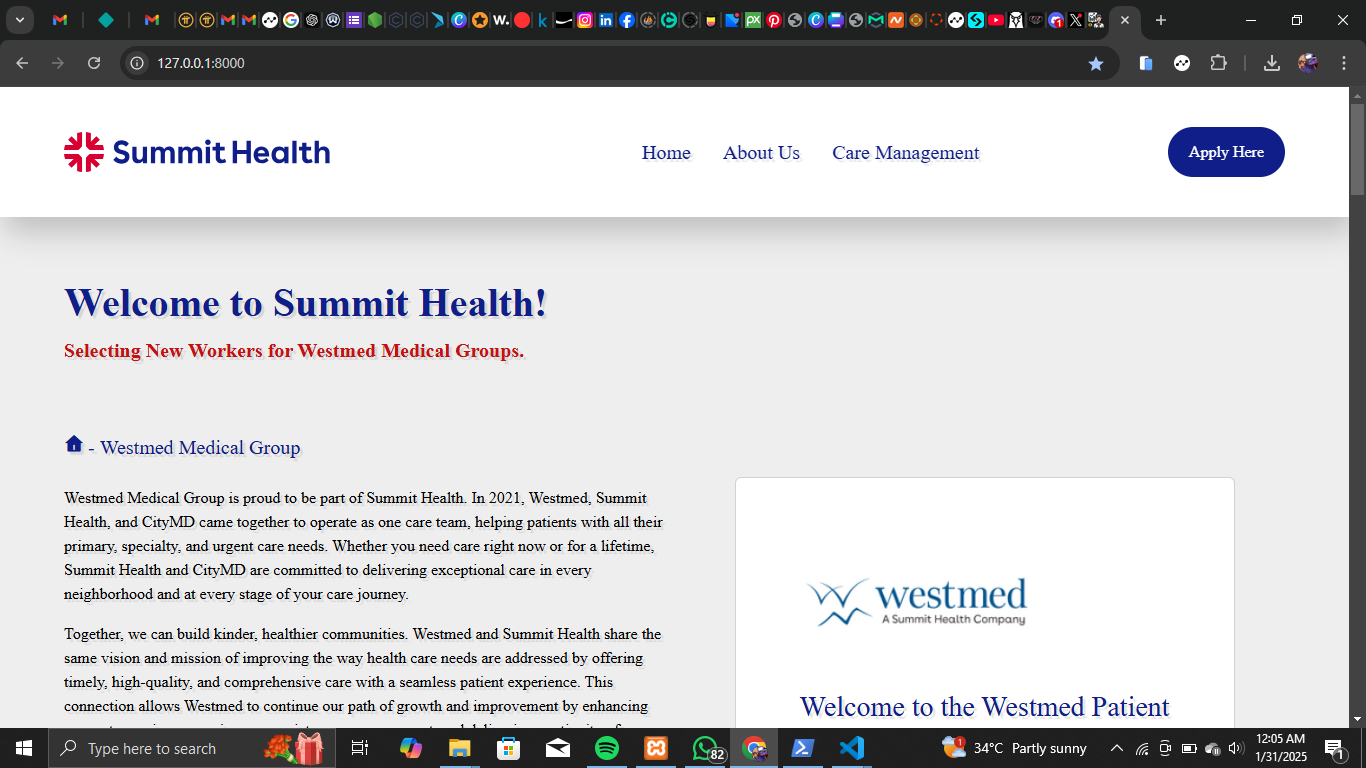 127.0.0.1:8000
Summit Health
Home
About Us
Care Management
Apply Here
Welcome to Summit Health!
Selecting New Workers for Westmed Medical Groups.
- Westmed Medical Group
Westmed Medical Group is proud to be part of Summit Health. In 2021, Westmed, Summit
Health, and CityMD came together to operate as one care team, helping patients with all their
primary, specialty, and urgent care needs. Whether you need care right now or for a lifetime,
Summit Health and CityMD are committed to delivering exceptional care in every
neighborhood and at every stage of your care journey.
Together, we can build kinder, healthier communities. Westmed and Summit Health share the
same vision and mission of improving the way health care needs are addressed by offering
timely, high-quality, and comprehensive care with a seamless patient experience. This
connection allows Westmed to continue our path of growth and improvement by enhancing
westmed
A Summit Health Company
Welcome to the Westmed Patient
Type here to search
82
1
34°C Partly sunny
12:05 AM
1/31/2025
1